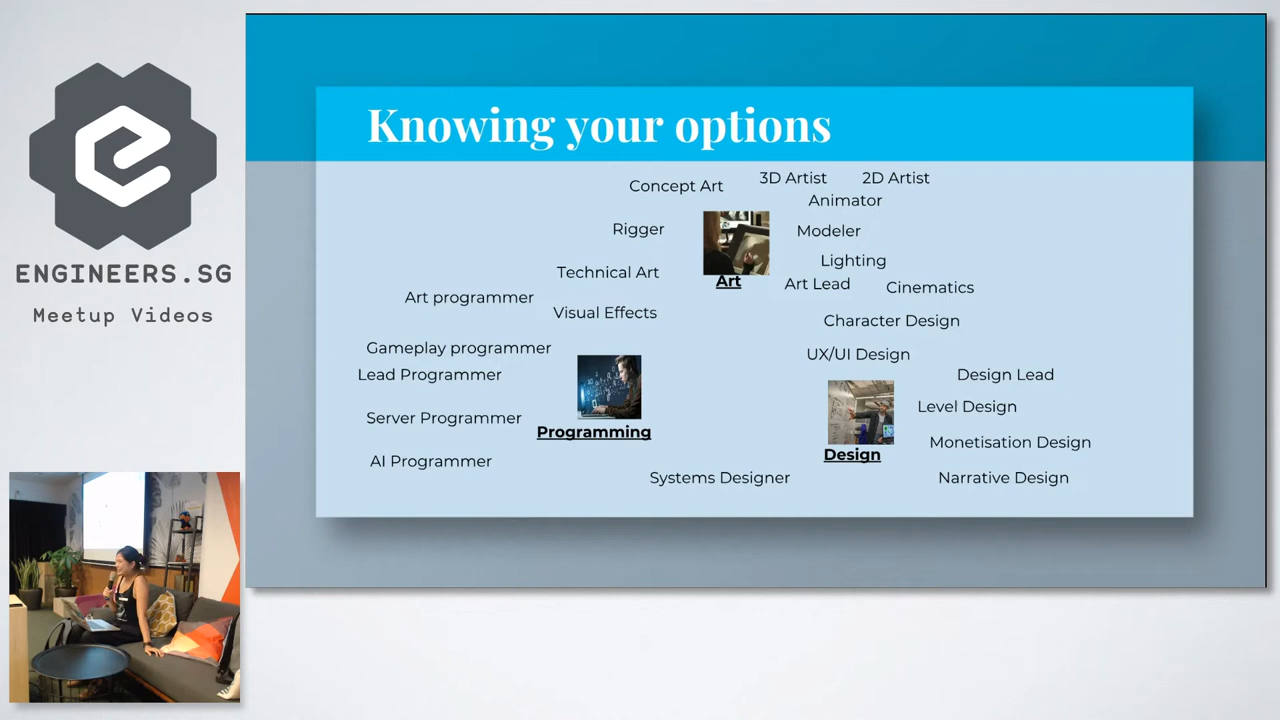 ENGINEERS.SG
Meetup Videos
Knowing your options
Concept Art
3D Artist
2D Artist
Animator
Rigger
Modeler
Lighting
Technical Art
Art
Art Lead
Cinematics
Art programmer
Visual Effects
Character Design
Gameplay programmer
UX/UI Design
Lead Programmer
Design Lead
Level Design
Server Programmer
Programming
Monetisation Design
Design
AI Programmer
Systems Designer
Narrative Design